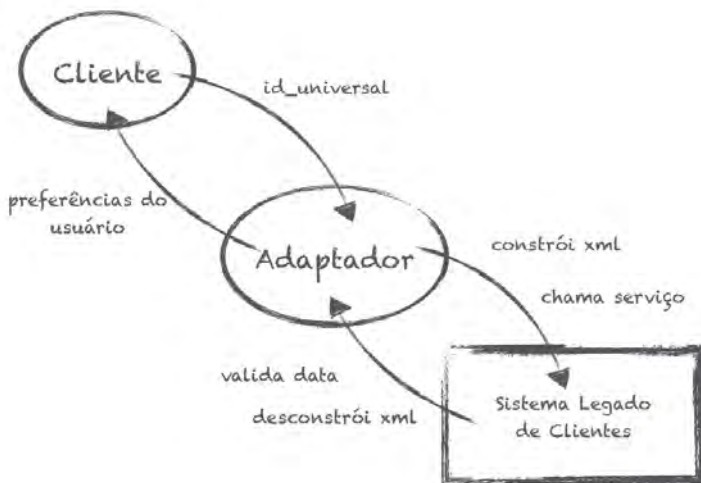 Cliente
id_universal
preferências do
usuário
Adaptador
constrói xml
chama serviço
valida data
desconstrói xml
Sistema Legado
de Clientes